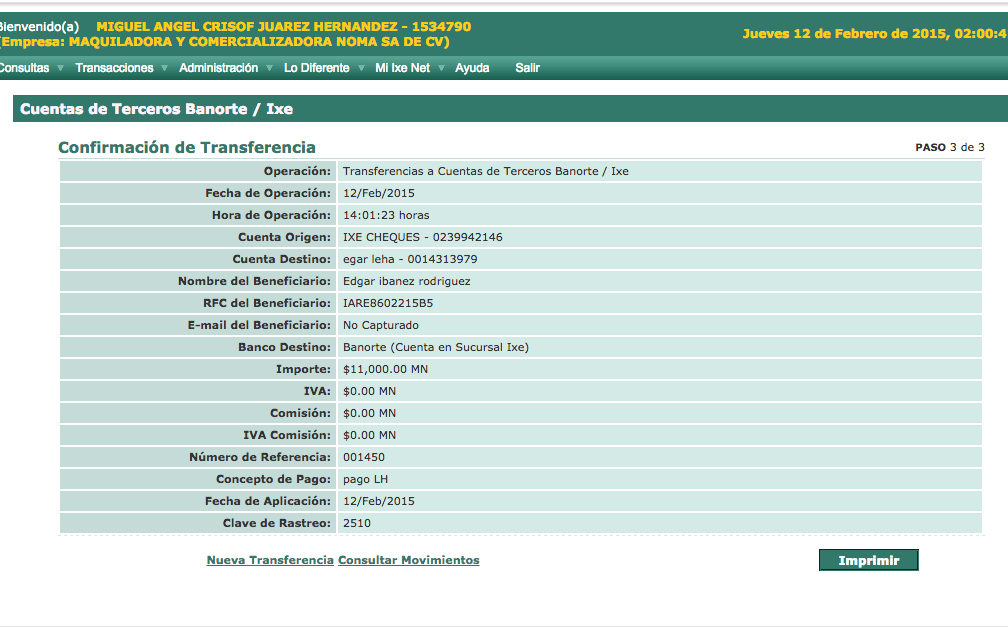 Bienvenido(a) MIGUEL ANGEL CRISOF JUAREZ HERNANDEZ - 1534790
(Empresa: MAQUILADORA Y COMERCIALIZADORA NOMA SA DE CV)
Jueves 12 de Febrero de 2015, 02:00:4
Consultas Transacciones Administración Lo Diferente Mi Ixe Net Ayuda Salir
Cuentas de Terceros Banorte / Ixe
Confirmación de Transferencia PASO 3 de 3
Operación: Transferencias a Cuentas de Terceros Banorte / Ixe
Fecha de Operación: 12/Feb/2015
Hora de Operación: 14:01:23 horas
Cuenta Origen: IXE CHEQUES - 0239942146
Cuenta Destino: egar leha - 0014313979
Nombre del Beneficiario: Edgar ibanez rodriguez
RFC del Beneficiario: IARE8602215B5
E-mail del Beneficiario: No Capturado
Banco Destino: Banorte (Cuenta en Sucursal Ixe)
Importe: $11,000.00 MN
IVA: $0.00 MN
Comisión: $0.00 MN
IVA Comisión: $0.00 MN
Número de Referencia: 001450
Concepto de Pago: pago LH
Fecha de Aplicación: 12/Feb/2015
Clave de Rastreo: 2510
Nueva Transferencia Consultar Movimientos Imprimir